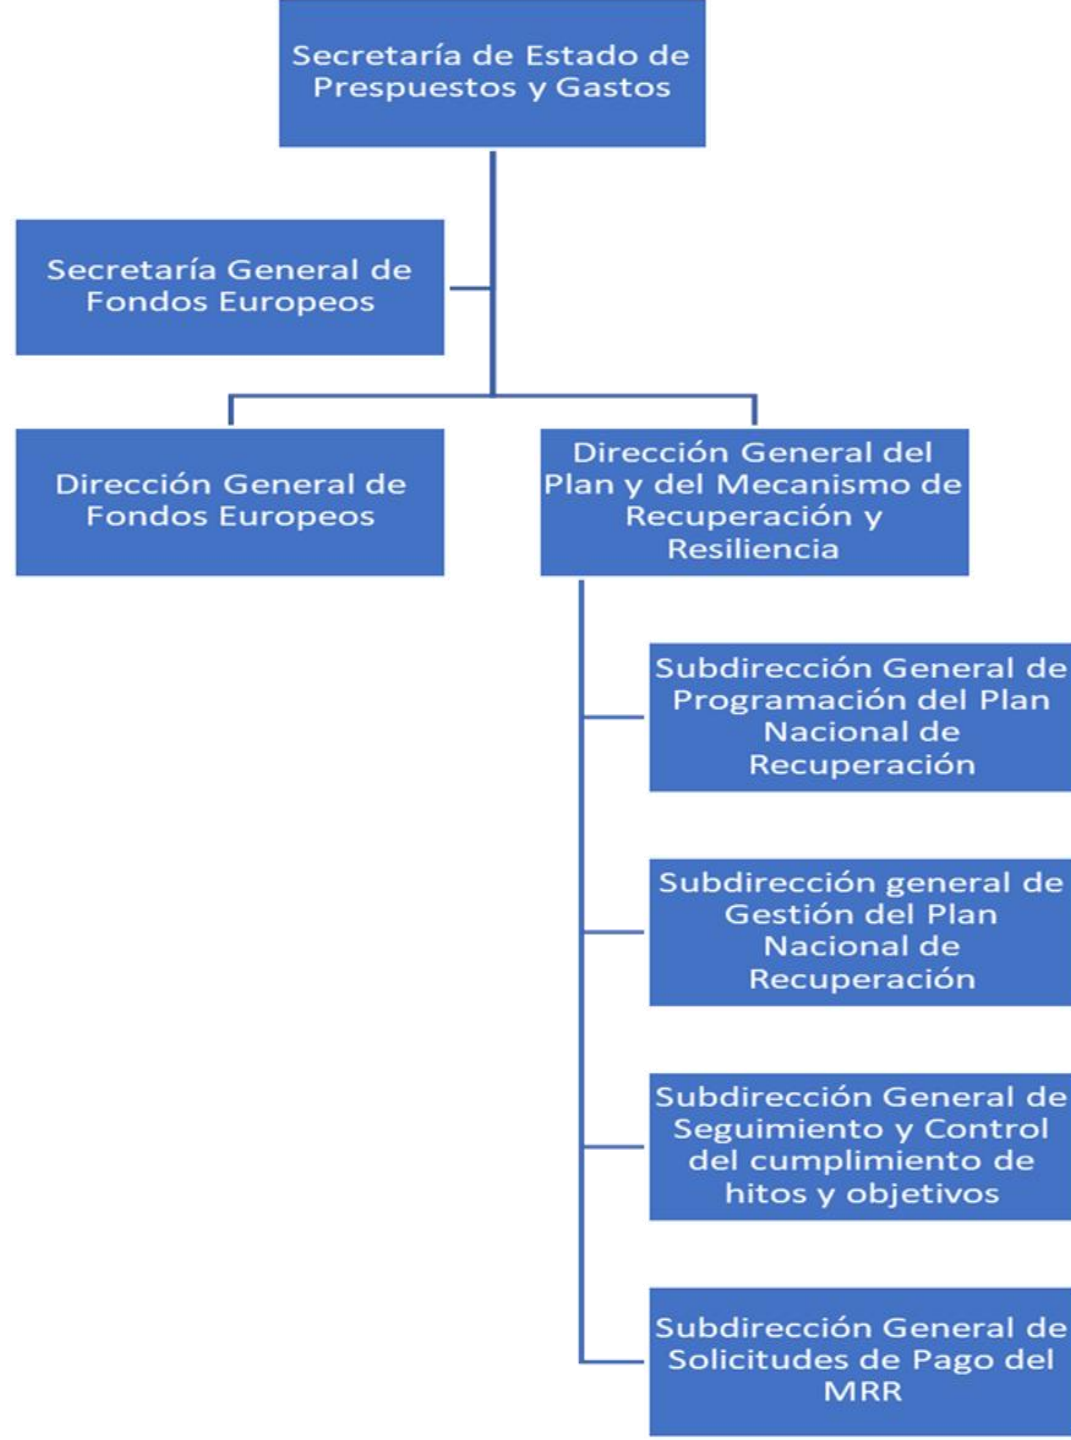 Secretaría de Estado de
Prespuestos y Gastos
Secretaría General de
Fondos Europeos
Dirección General de
Fondos Europeos
Dirección General del
Plan y del Mecanismo de
Recuperación y
Resiliencia
Subdirección General de
Programación del Plan
Nacional de
Recuperación
Subdirección general de
Gestión del Plan
Nacional de
Recuperación
Subdirección General de
Seguimiento y Control
del cumplimiento de
hitos y objetivos
Subdirección General de
Solicitudes de Pago del
MRR